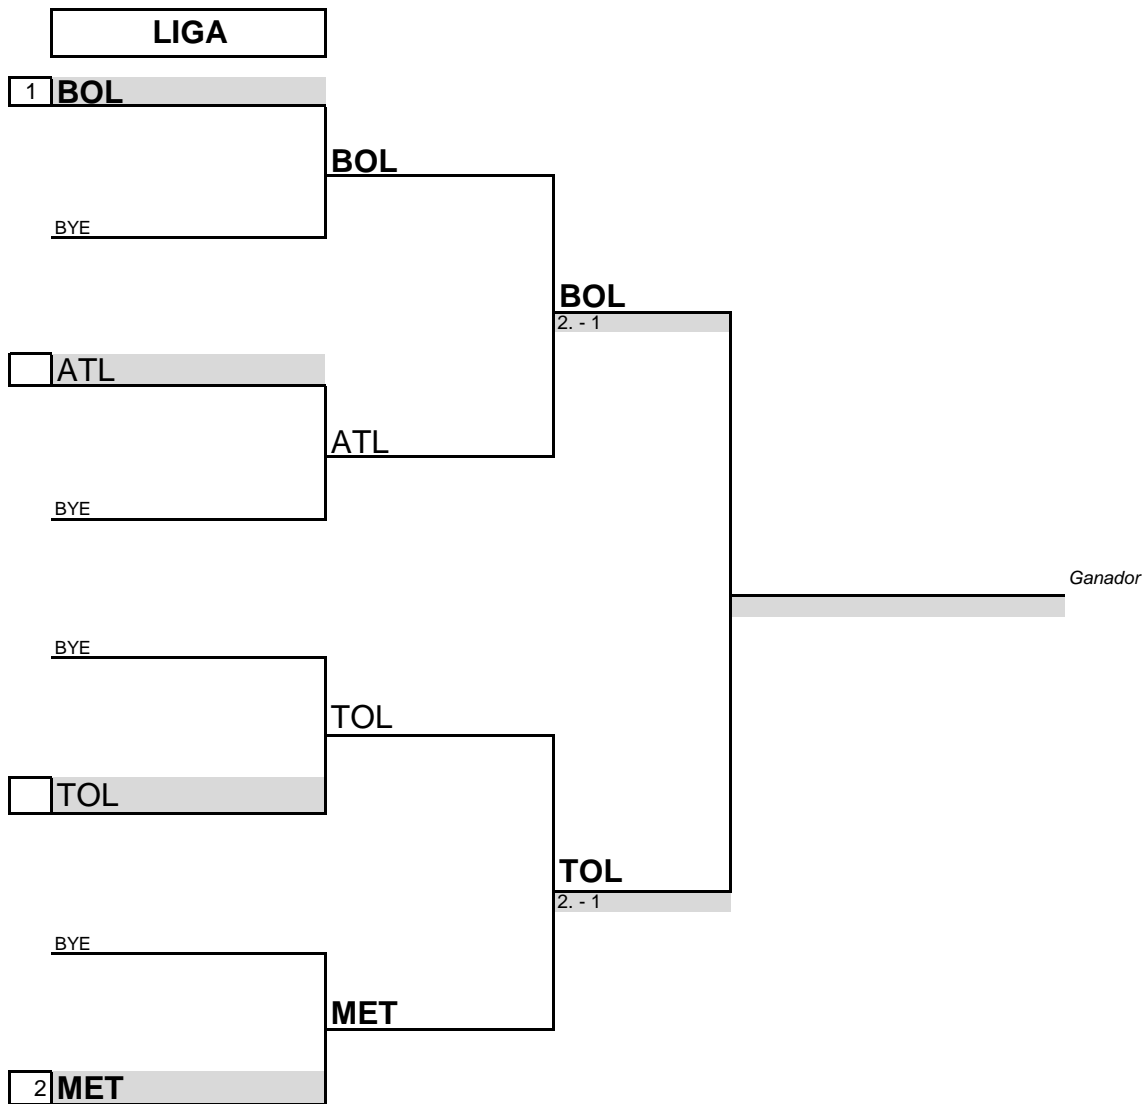 LIGA
1 BOL
BOL
BYE
BOL
2. - 1
ATL
ATL
BYE
Ganador
BYE
TOL
TOL
TOL
2. - 1
BYE
MET
2 MET